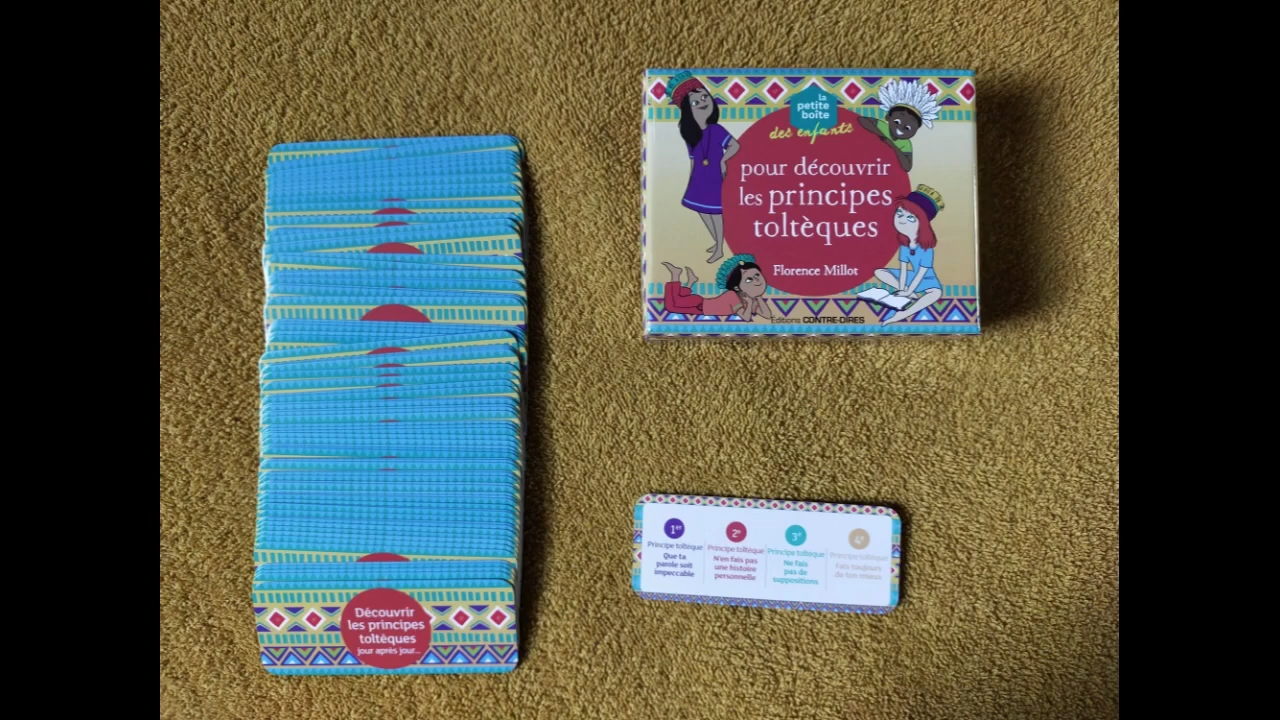 la
petite
boîte
des enfants
pour découvrir
les principes
toltèques
Florence Millot
Éditions CONTRE-DIRES
1er
Principe toltèque
Que ta
parole soit
impeccable
2e
Principe toltèque
N'en fais pas
une histoire
personnelle
3e
Principe toltèque
Ne fais
pas de
suppositions
4e
Principe toltèque
Fais toujours
de ton mieux
Découvrir
les principes
toltèques
jour après jour...